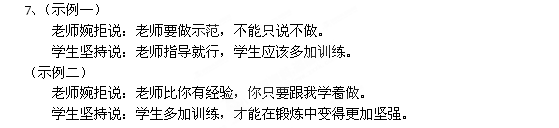 7、（示例一）
老师婉拒说：老师要做示范，不能只说不做。
学生坚持说：老师指导就行，学生应该多加训练。
（示例二）
老师婉拒说：老师比你有经验，你只要跟我学着做。
学生坚持说：学生多加训练，才能在锻炼中变得更加坚强。